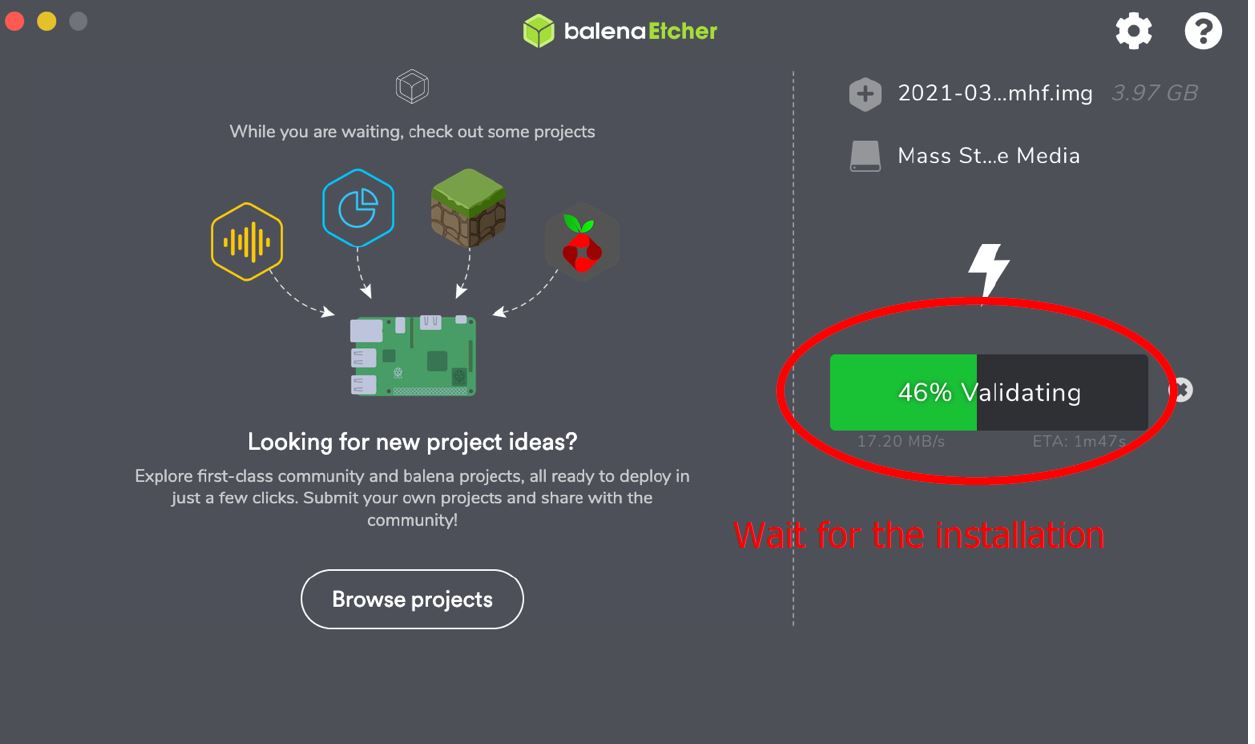 balenaEtcher
While you are waiting, check out some projects
Looking for new project ideas?
Explore first-class community and balena projects, all ready to deploy in
just a few clicks. Submit your own projects and share with the
community!
Browse projects
2021-03...mhf.img 3.97 GB
Mass St...e Media
46% Validating
17.20 MB/s ETA: 1m47s
Wait for the installation